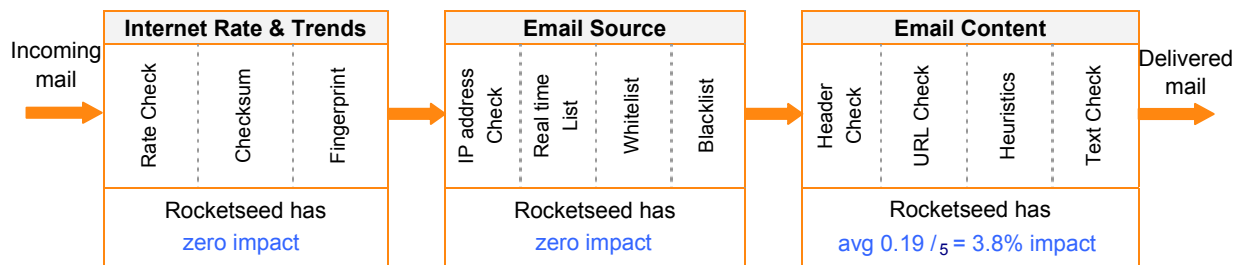 Incoming
mail
Internet Rate & Trends
Rate Check
Checksum
Fingerprint
Rocketseed has
zero impact
Email Source
IP address
Check
Real time
List
Whitelist
Blacklist
Rocketseed has
zero impact
Email Content
Header
Check
URL Check
Heuristics
Text Check
Rocketseed has
avg 0.19 / 5 = 3.8% impact
Delivered
mail